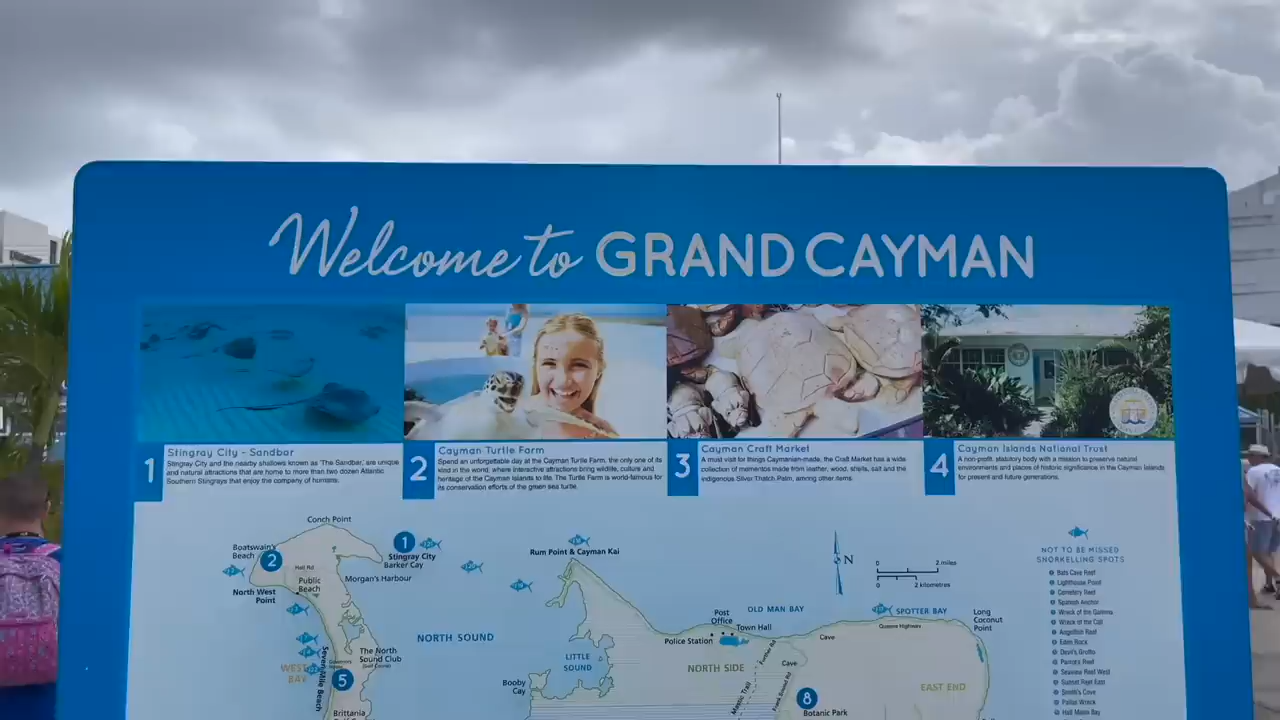 Welcome to GRAND CAYMAN
1
Stingray City - Sandbar
Stingray City and the nearby shallows known as 'The Sandbar', are unique
and natural attractions that are home to more than two dozen Atlantic
Southern Stingrays that enjoy the company of humans.
2
Cayman Turtle Farm
Spend an unforgettable day at the Cayman Turtle Farm, the only one of its
kind in the world, where interactive attractions bring wildlife, culture and
heritage of the Cayman Islands to life. The Turtle Farm is world-famous for
its conservation efforts of the green sea turtle.
3
Cayman Craft Market
A must visit for things Caymanian-made, the Craft Market has a wide
collection of mementos made from leather, wood, shells, salt and the
indigenous Silver Thatch Palm, among other items.
4
Cayman Islands National Trust
A non-profit, statutory body with a mission to preserve natural
environments and places of historic significance in the Cayman Islands
for present and future generations.
Conch Point
Boatswain's
Beach
2
Hall Rd
Public
Beach
Morgan's Harbour
North West
Point
1
Stingray City
Barker Cay
Rum Point & Cayman Kai
N
0 2 miles
0 2 kilometres
NORTH SOUND
WEST
BAY
Seven Mile Beach
The North
Sound Club
5
Brittania
LITTLE
SOUND
Booby
Cay
Post
Office
Police Station
Town Hall
OLD MAN BAY
NORTH SIDE
Cave
Cave
Mastic Trail
8
Botanic Park
SPOTTER BAY
Queens Highway
Long
Coconut
Point
EAST END
NOT TO BE MISSED
SNORKELLING SPOTS
Bats Cave Reef
Lighthouse Point
Cemetery Reef
Spanish Anchor
Wreck of the Gamma
Wreck of the Cali
Angelfish Reef
Eden Rock
Devil's Grotto
Parrots Reef
Seaview Reef West
Sunset Reef East
Smith's Cove
Pallas Wreck
Half Moon Bay